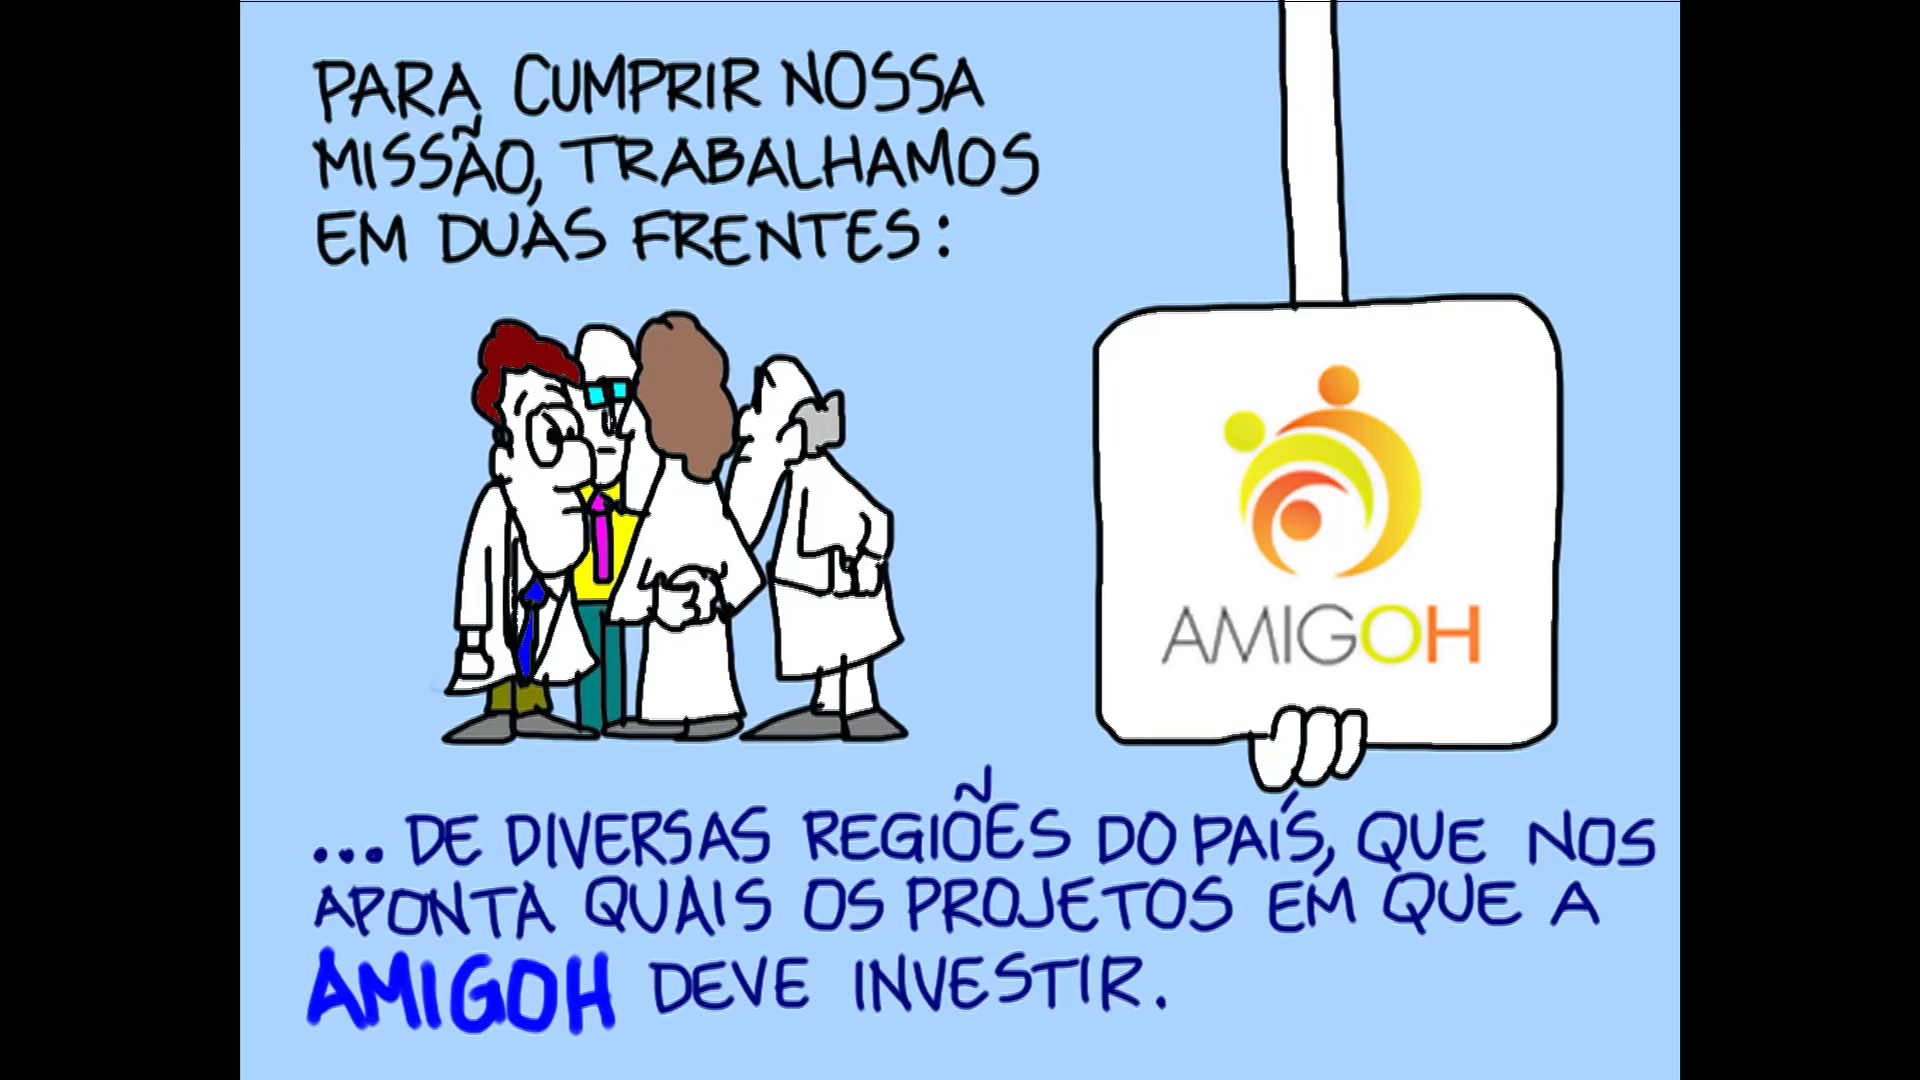 PARA CUMPRIR NOSSA
MISSÃO, TRABALHAMOS
EM DUAS FRENTES:
AMIGOH
... DE DIVERSAS REGIÕES DO PAÍS, QUE NOS
APONTA QUAIS OS PROJETOS EM QUE A
AMIGOH DEVE INVESTIR.